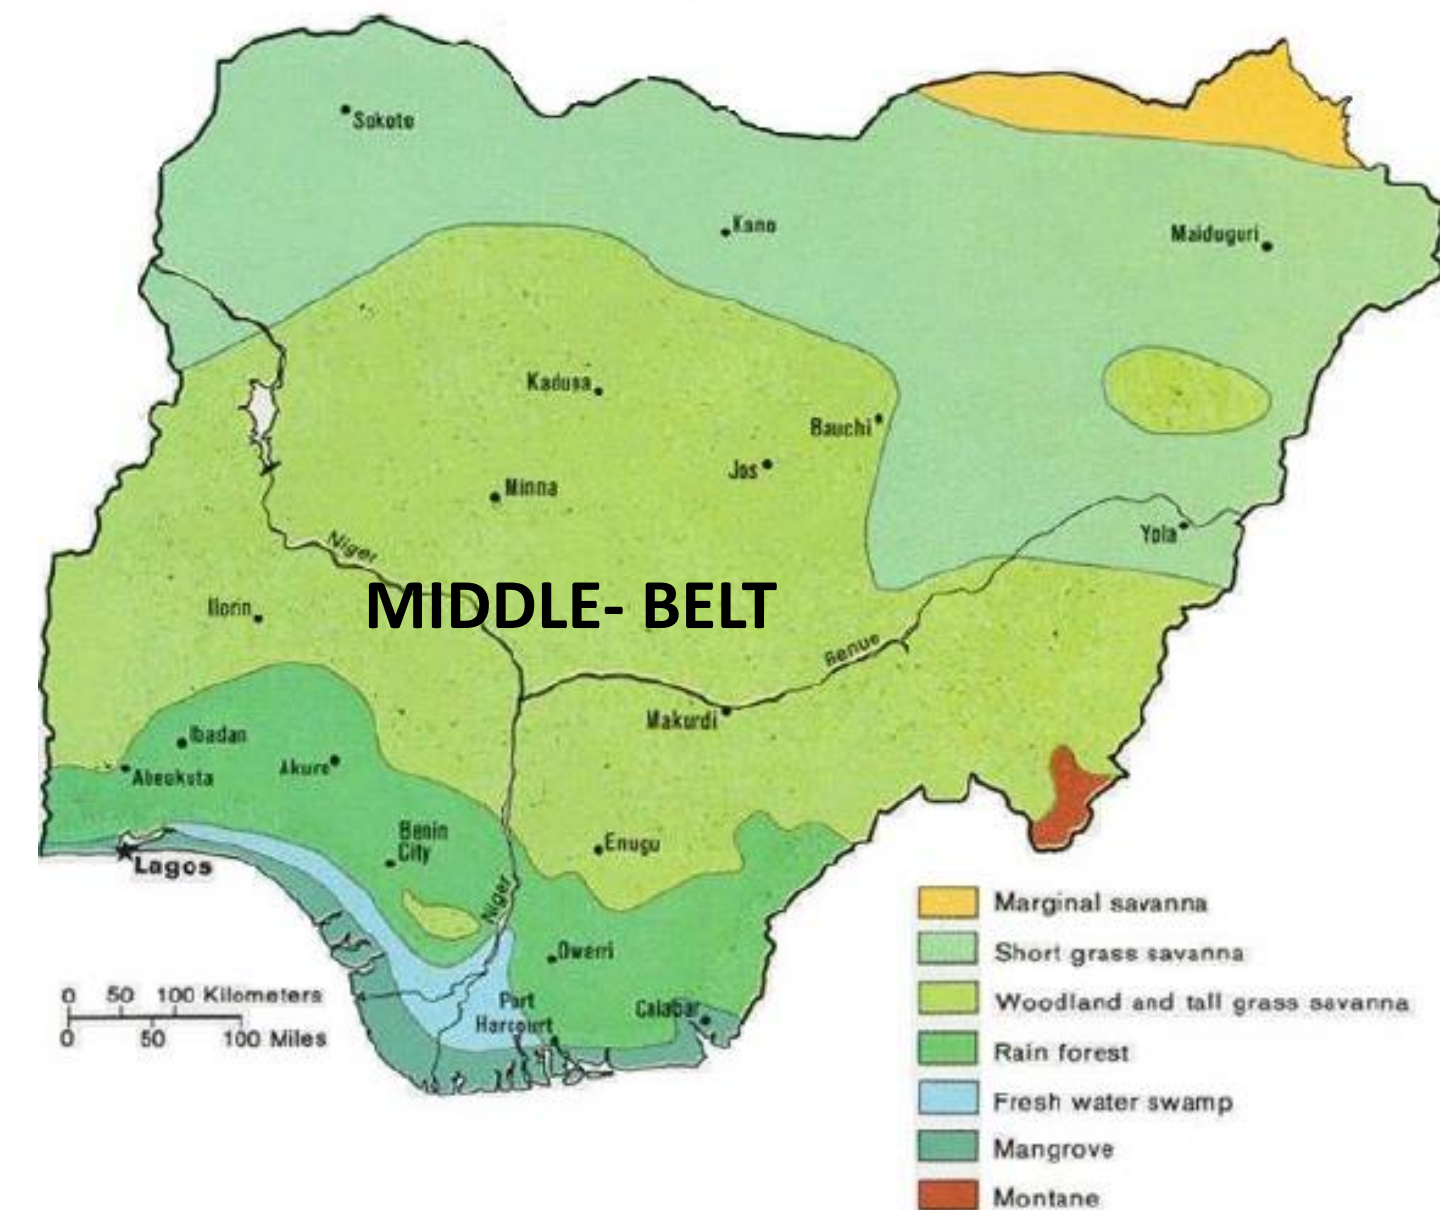 Sokoto
Kano
Maiduguri
Kaduna
Bauchi
Jos
Minna
Yola
Niger
MIDDLE- BELT
Ilorin
Benue
Makurdi
Ibadan
Abeokuta
Akure
Benin
City
Enugu
Lagos
Niger
Owerri
Port
Harcourt
Calabar
0 50 100 Kilometers
0 50 100 Miles
Marginal savanna
Short grass savanna
Woodland and tall grass savanna
Rain forest
Fresh water swamp
Mangrove
Montane